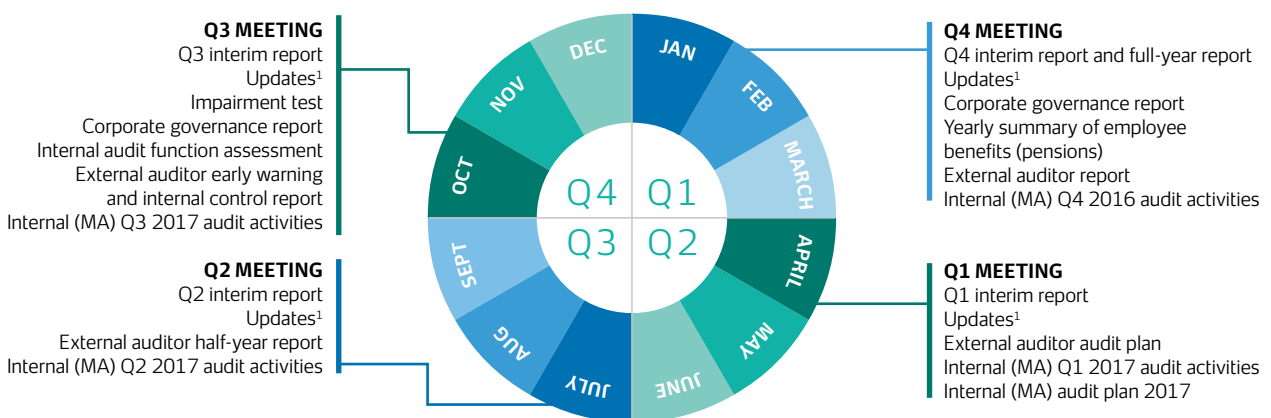 Q3 MEETING
Q3 interim report
Updates¹
Impairment test
Corporate governance report
Internal audit function assessment
External auditor early warning
and internal control report
Internal (MA) Q3 2017 audit activities
Q2 MEETING
Q2 interim report
Updates¹
External auditor half-year report
Internal (MA) Q2 2017 audit activities
JAN
FEB
MARCH
APRIL
MAY
JUNE
JULY
AUG
SEPT
OCT
NOV
DEC
Q4
Q1
Q3
Q2
Q4 MEETING
Q4 interim report and full-year report
Updates¹
Corporate governance report
Yearly summary of employee
benefits (pensions)
External auditor report
Internal (MA) Q4 2016 audit activities
Q1 MEETING
Q1 interim report
Updates¹
External auditor audit plan
Internal (MA) Q1 2017 audit activities
Internal (MA) audit plan 2017